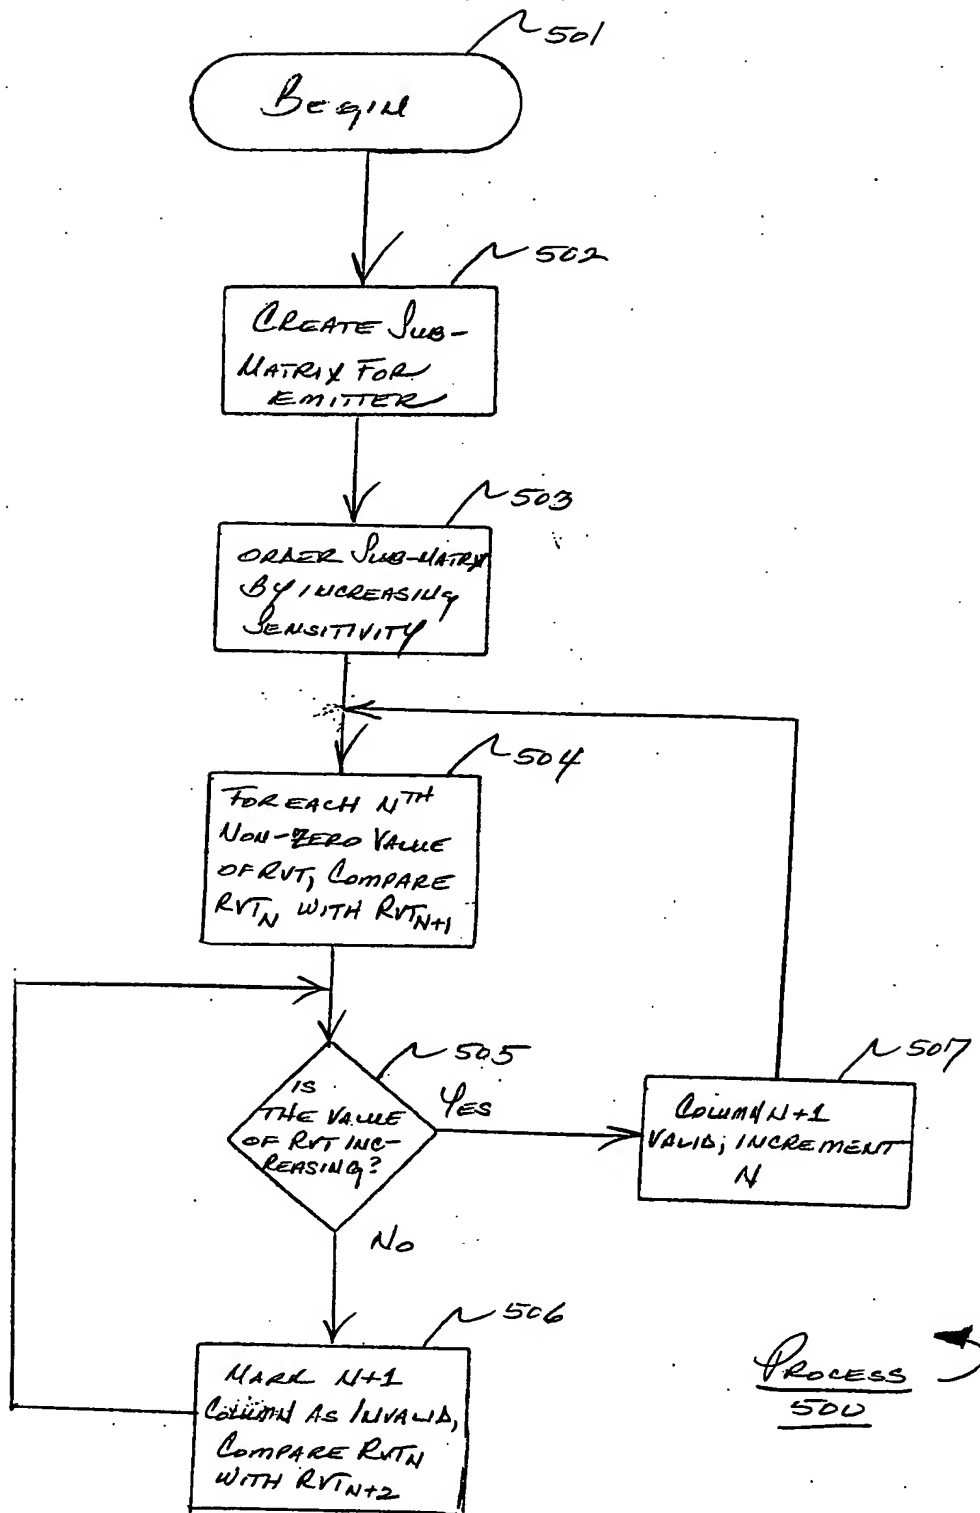 501
BEGIN
502
CREATE SUB-
MATRIX FOR
EMITTER
503
ORDER SUB-MATRIX
BY INCREASING
SENSITIVITY
504
FOR EACH NTH
NON-ZERO VALUE
OF RVT, COMPARE
RVTN WITH RVTN+1
505
IS
THE VALUE
OF RVT INC-
REASING?
YES
507
COLUMN N+1
VALID; INCREMENT
N
NO
506
MARK N+1
COLUMN AS INVALID,
COMPARE RVTN
WITH RVTN+2
PROCESS
500